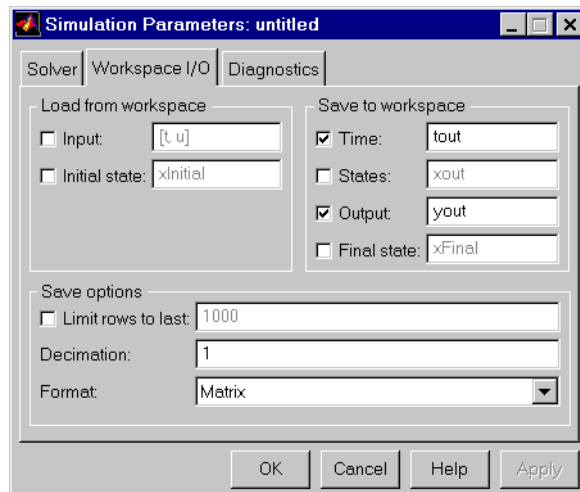 Simulation Parameters: untitled
Solver Workspace I/O Diagnostics
Load from workspace
Input: [t, u]
Initial state: xInitial
Save to workspace
Time: tout
States: xout
Output: yout
Final state: xFinal
Save options
Limit rows to last: 1000
Decimation: 1
Format: Matrix
OK Cancel Help Apply